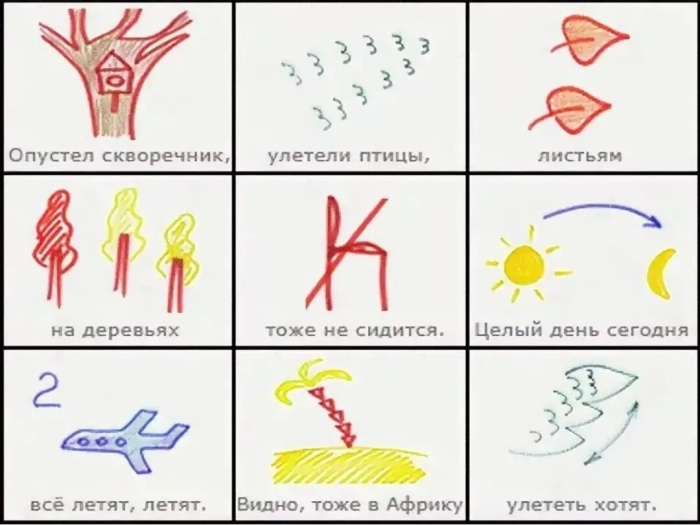 Опустел скворечник,
улетели птицы,
листьям
на деревьях
тоже не сидится.
Целый день сегодня
2
всё летят, летят.
Видно, тоже в Африку
улететь хотят.